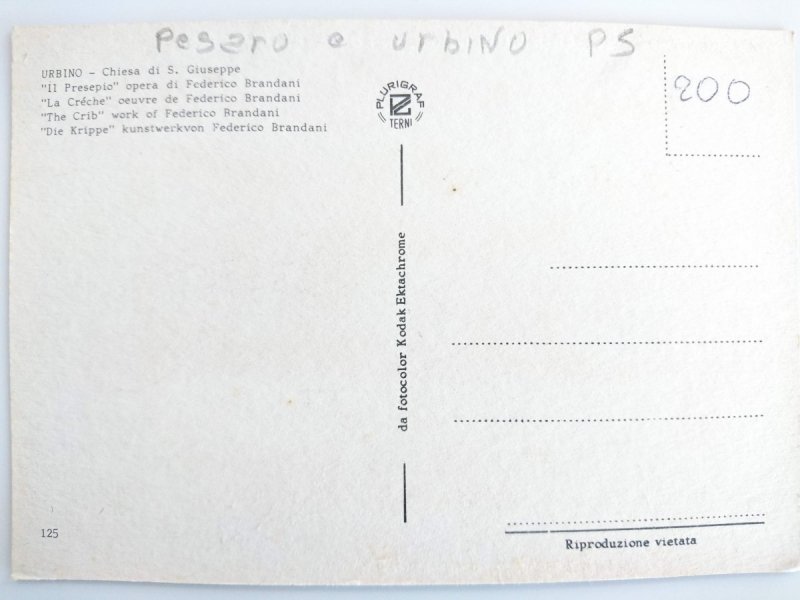 Pesaro e urbiNo PS
URBINO - Chiesa di S. Giuseppe
"Il Presepio" opera di Federico Brandani
"La Créche" oeuvre de Federico Brandani
"The Crib" work of Federico Brandani
"Die Krippe" kunstwerkvon Federico Brandani
PLURIGRAF
TERNI
200
da fotocolor Kodak Ektachrome
125
Riproduzione vietata